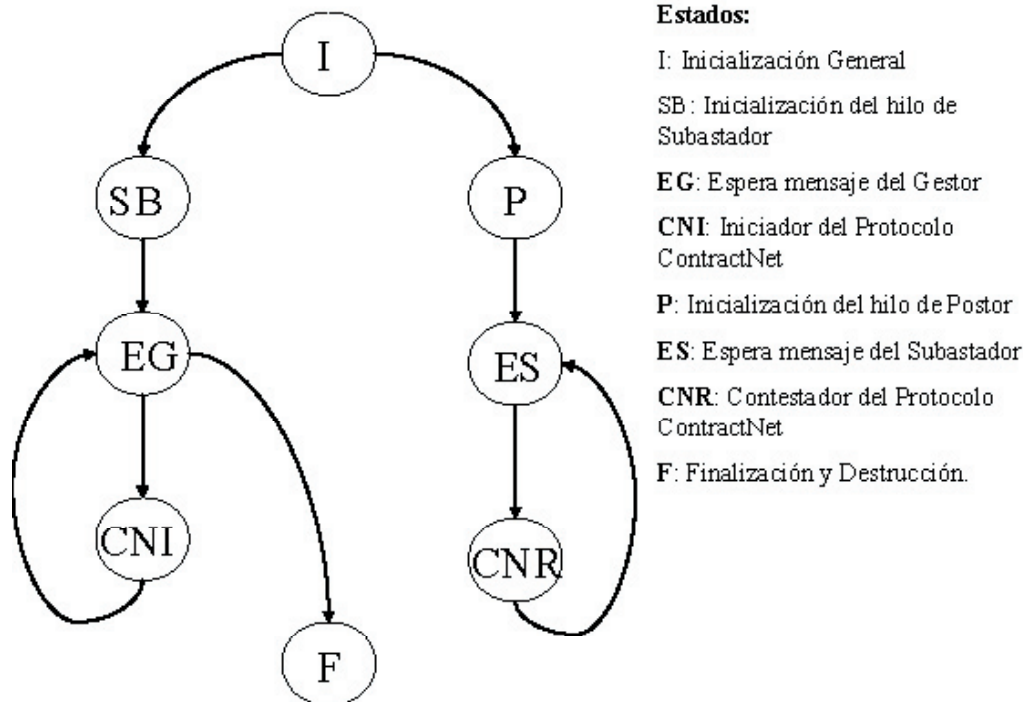 I
SB
P
EG
ES
CNI
CNR
F
Estados:
I: Inicialización General
SB: Inicialización del hilo de
Subastador
EG: Espera mensaje del Gestor
CNI: Iniciador del Protocolo
ContractNet
P: Inicialización del hilo de Postor
ES: Espera mensaje del Subastador
CNR: Contestador del Protocolo
ContractNet
F: Finalización y Destrucción.